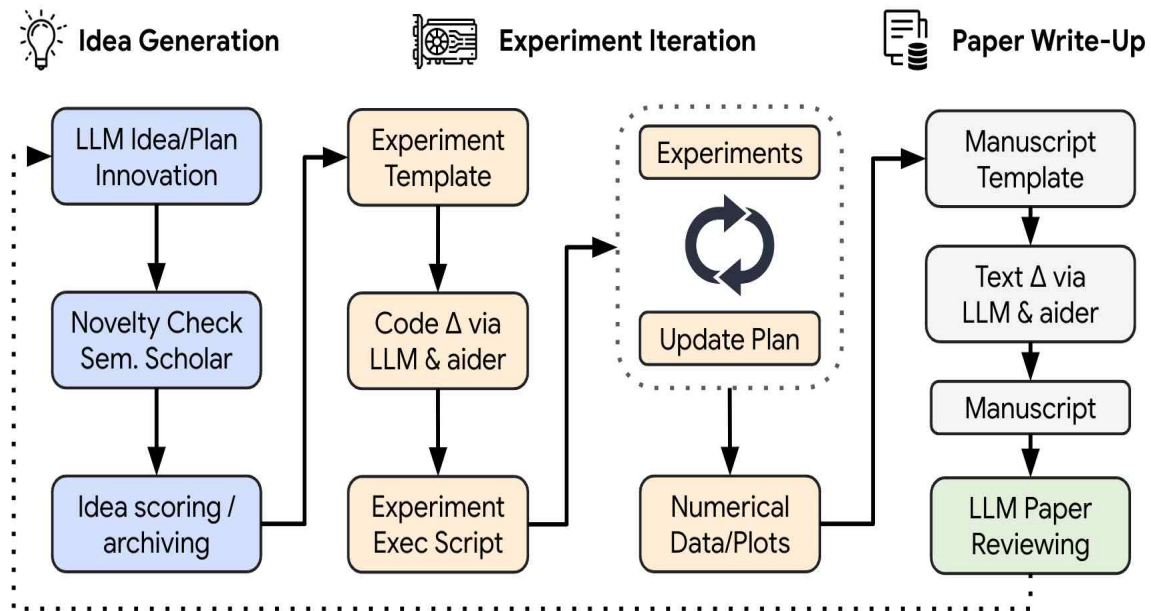 Idea Generation
Experiment Iteration
Paper Write-Up
LLM Idea/Plan
Innovation
Novelty Check
Sem. Scholar
Idea scoring /
archiving
Experiment
Template
Code Δ via
LLM & aider
Experiment
Exec Script
Experiments
Update Plan
Numerical
Data/Plots
Manuscript
Template
Text Δ via
LLM & aider
Manuscript
LLM Paper
Reviewing